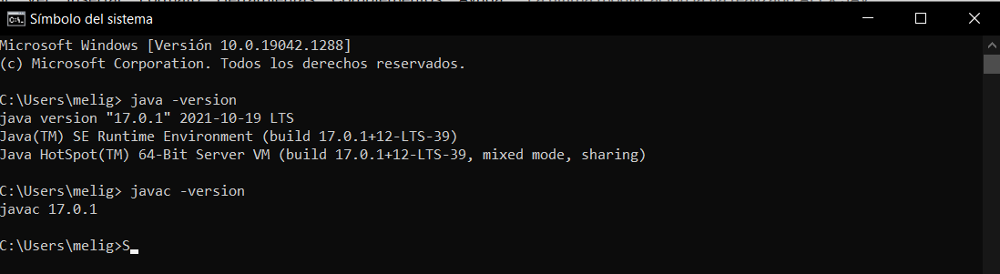 Símbolo del sistema
Microsoft Windows [Versión 10.0.19042.1288]
(c) Microsoft Corporation. Todos los derechos reservados.
C:\Users\melig> java -version
java version "17.0.1" 2021-10-19 LTS
Java(TM) SE Runtime Environment (build 17.0.1+12-LTS-39)
Java HotSpot(TM) 64-Bit Server VM (build 17.0.1+12-LTS-39, mixed mode, sharing)
C:\Users\melig> javac -version
javac 17.0.1
C:\Users\melig>S